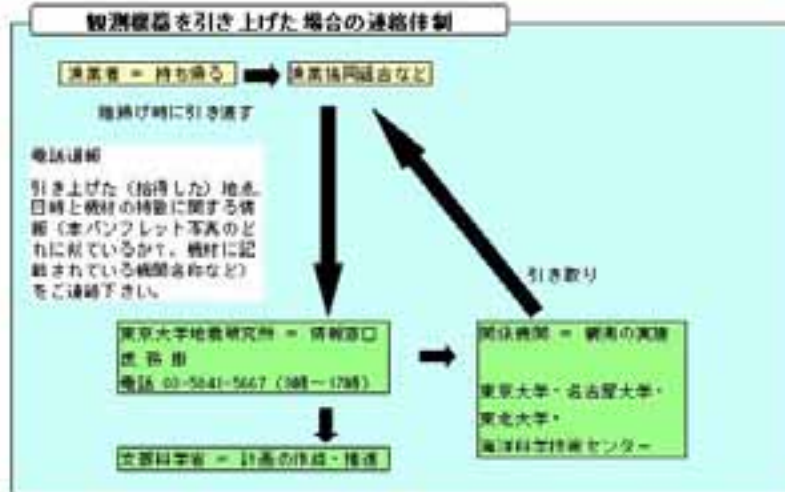 観測機器を引き上げた場合の連絡体制
漁業者 = 持ち帰る
漁業協同組合など
陸揚げ時に引き渡す
電話連絡
引き上げた(拾得した)地点、
日時と機材の特徴に関する情
報(本パンフレット写真のど
れに似ているか?、機材に記
載されている機関名称など)
をご連絡下さい。
引き取り
東京大学地震研究所 = 情報窓口
庶務掛
電話 03-5841-5667 (9時~17時)
関係機関 = 観測の実施
東京大学・名古屋大学・
東北大学・
海洋科学技術センター
文部科学省 = 計画の作成・推進